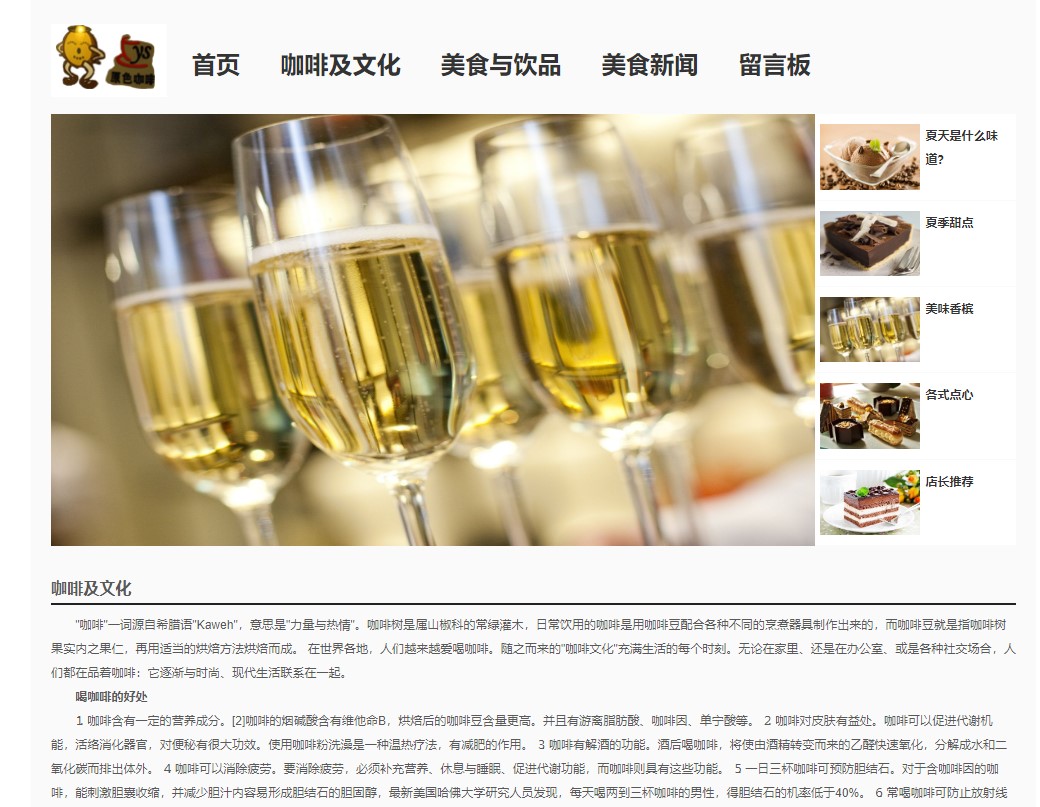 ys
原色咖啡
首页 咖啡及文化 美食与饮品 美食新闻 留言板
夏天是什么味
道?
夏季甜点
美味香槟
各式点心
店长推荐
咖啡及文化
"咖啡"一词源自希腊语"Kaweh"，意思是"力量与热情"。咖啡树是属山椒科的常绿灌木，日常饮用的咖啡是用咖啡豆配合各种不同的烹煮器具制作出来的，而咖啡豆就是指咖啡树
果实内之果仁，再用适当的烘焙方法烘焙而成。 在世界各地，人们越来越爱喝咖啡。随之而来的"咖啡文化"充满生活的每个时刻。无论在家里、还是在办公室、或是各种社交场合，人
们都在品着咖啡：它逐渐与时尚、现代生活联系在一起。
喝咖啡的好处
1 咖啡含有一定的营养成分。[2]咖啡的烟碱酸含有维他命B，烘焙后的咖啡豆含量更高。并且有游离脂肪酸、咖啡因、单宁酸等。 2 咖啡对皮肤有益处。咖啡可以促进代谢机
能，活络消化器官，对便秘有很大功效。使用咖啡粉洗澡是一种温热疗法，有减肥的作用。 3 咖啡有解酒的功能。酒后喝咖啡，将使由酒精转变而来的乙醛快速氧化，分解成水和二
氧化碳而排出体外。 4 咖啡可以消除疲劳。要消除疲劳，必须补充营养、休息与睡眠、促进代谢功能，而咖啡则具有这些功能。 5 一日三杯咖啡可预防胆结石。对于含咖啡因的咖
啡，能刺激胆囊收缩，并减少胆汁内容易形成胆结石的胆固醇，最新美国哈佛大学研究人员发现，每天喝两到三杯咖啡的男性，得胆结石的机率低于40%。 6 常喝咖啡可防止放射线